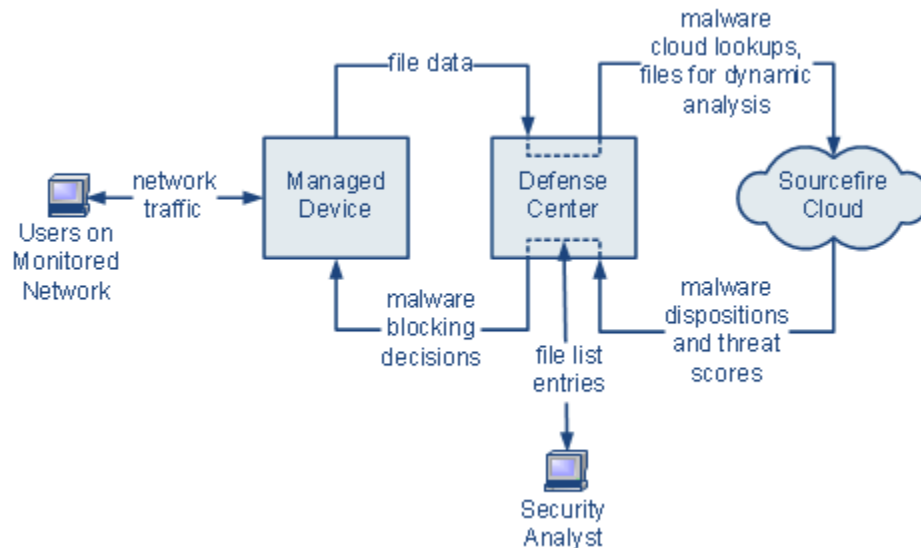 malware
cloud lookups,
files for dynamic
analysis
file data
network
traffic
Managed
Device
Defense
Center
Sourcefire
Cloud
Users on
Monitored
Network
malware
blocking
decisions
file list
entries
malware
dispositions
and threat
scores
Security
Analyst